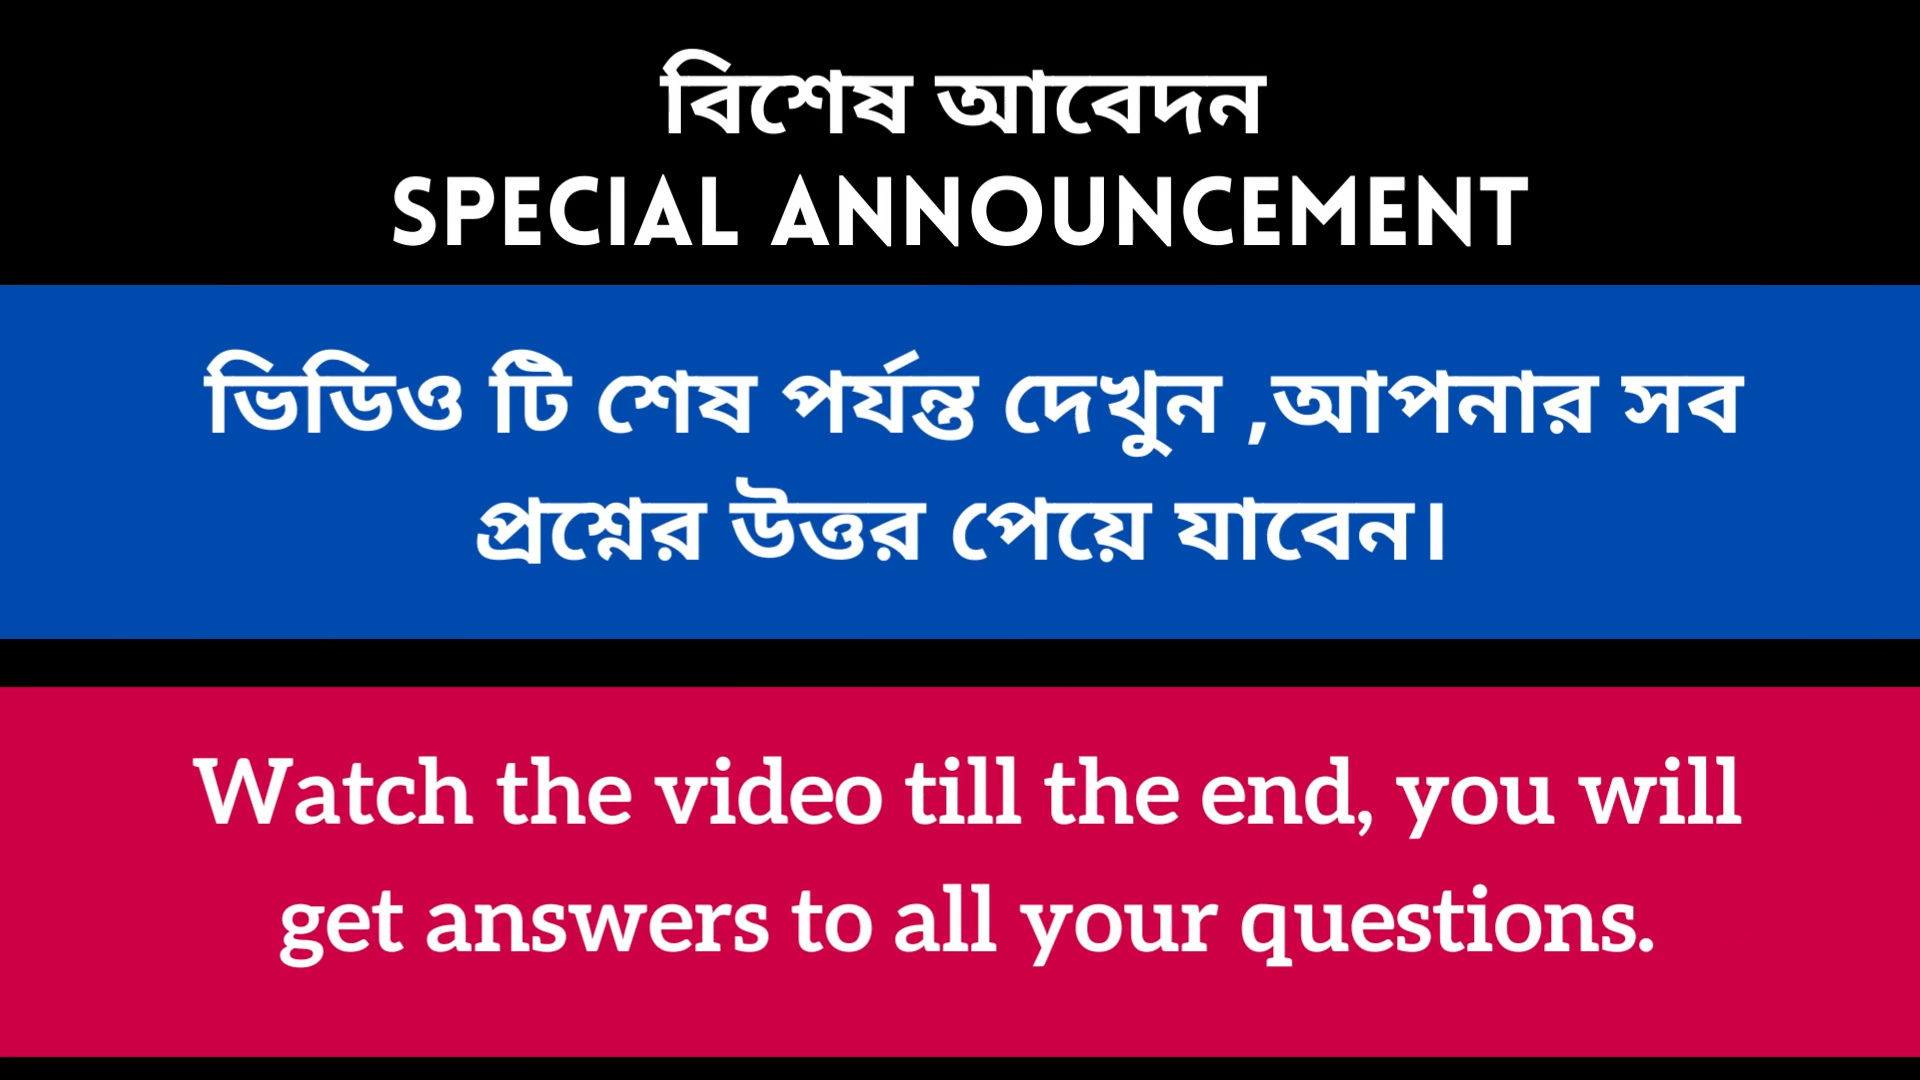 বিশেষ আবেদন
SPECIAL ANNOUNCEMENT
ভিডিও টি শেষ পর্যন্ত দেখুন ,আপনার সব
প্রশ্নের উত্তর পেয়ে যাবেন।
Watch the video till the end, you will
get answers to all your questions.